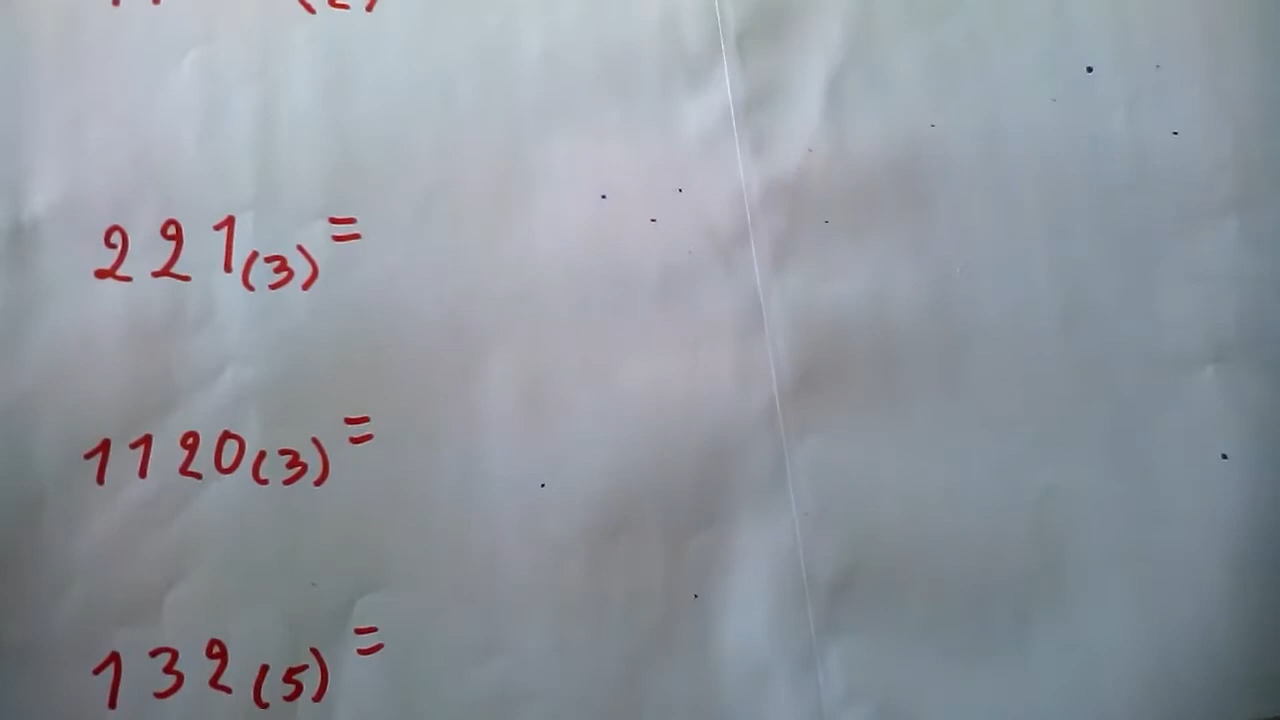 221(3) =
1120(3) =
132(5) =